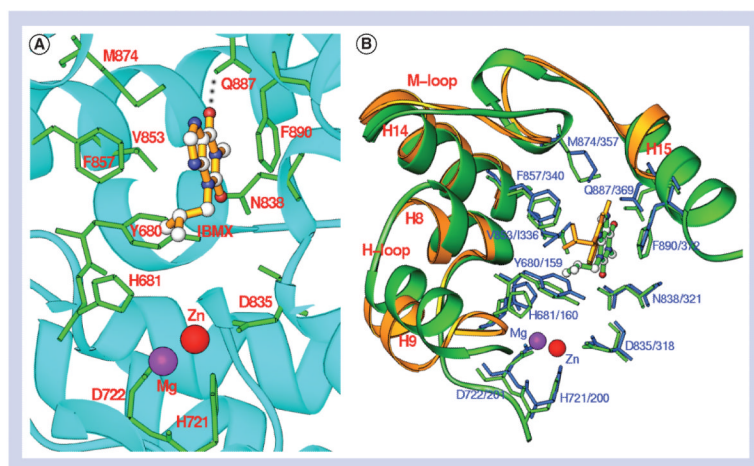 A
M874
Q887
V853
F890
F857
N838
Y680
IBMX
H681
D835
Zn
Mg
D722
H721
B
M–loop
H14
H15
M874/357
F857/340
Q887/369
H8
V853/I336
H-loop
F890/372
Y680/159
N838/321
H681/160
Mg
H9
Zn
D835/318
D722/201
H721/200